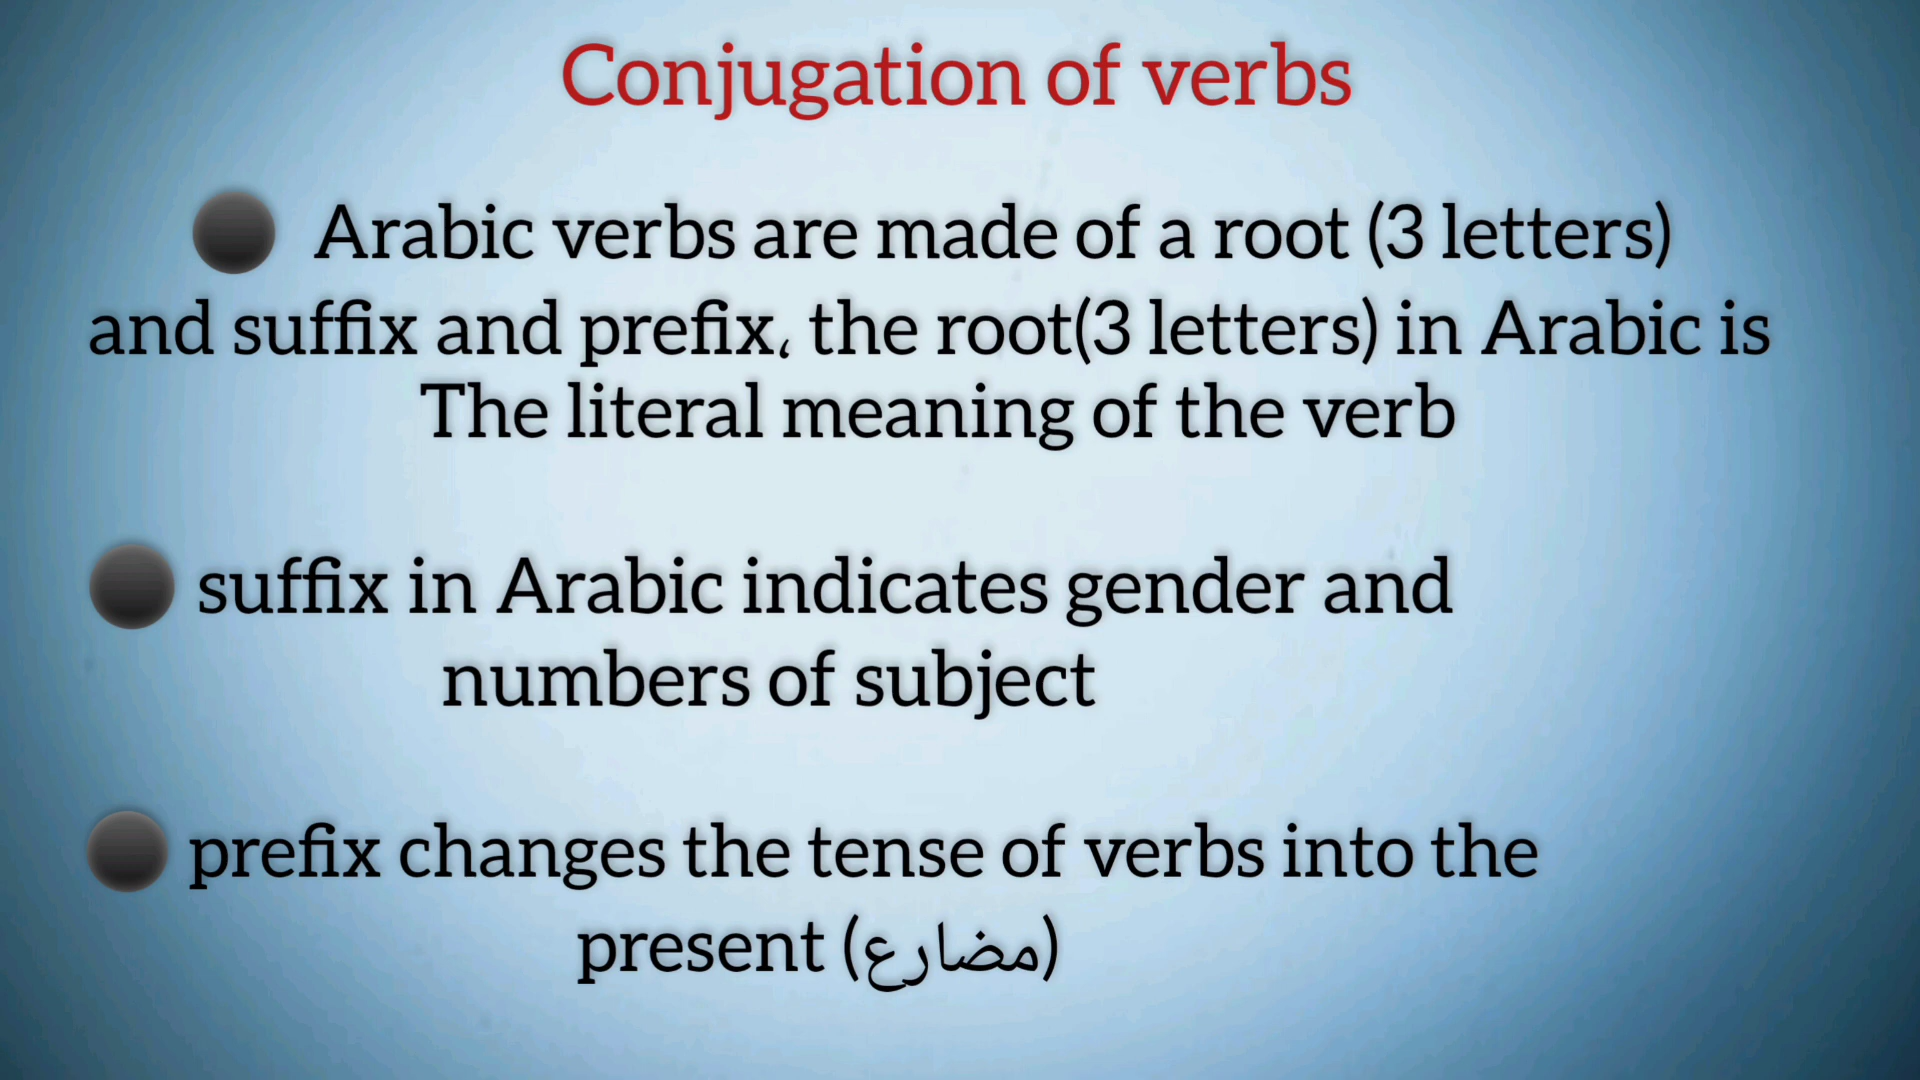 Conjugation of verbs
Arabic verbs are made of a root (3 letters)
and suffix and prefix، the root(3 letters) in Arabic is
The literal meaning of the verb
suffix in Arabic indicates gender and
numbers of subject
prefix changes the tense of verbs into the
present (مضارع)